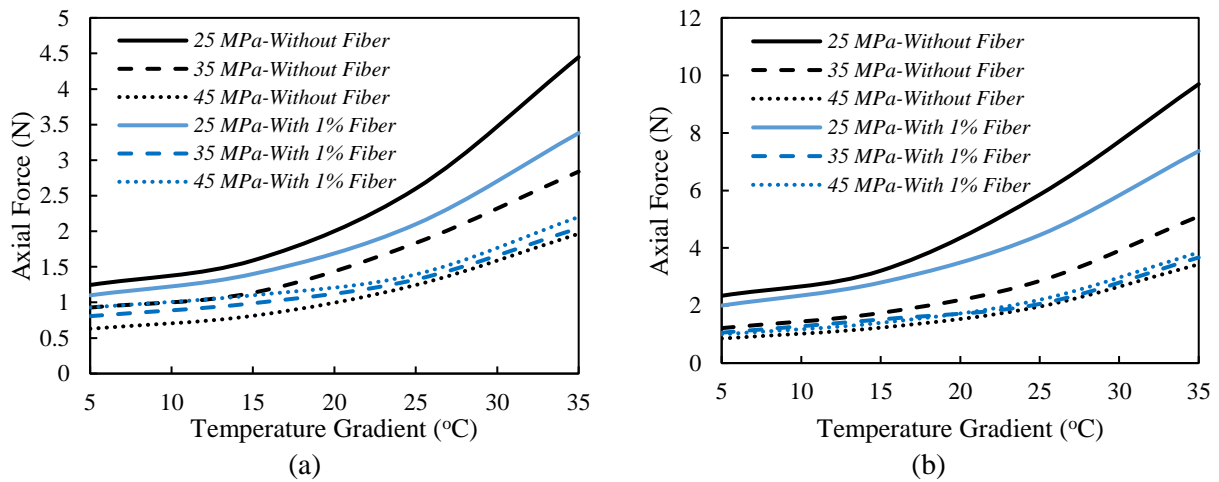 5
4.5
4
3.5
3
2.5
2
1.5
1
0.5
0
Axial Force (N)
25 MPa-Without Fiber
35 MPa-Without Fiber
45 MPa-Without Fiber
25 MPa-With 1% Fiber
35 MPa-With 1% Fiber
45 MPa-With 1% Fiber
5 10 15 20 25 30 35
Temperature Gradient (ᵒC)
(a)
12
10
8
6
4
2
0
Axial Force (N)
25 MPa-Without Fiber
35 MPa-Without Fiber
45 MPa-Without Fiber
25 MPa-With 1% Fiber
35 MPa-With 1% Fiber
45 MPa-With 1% Fiber
5 10 15 20 25 30 35
Temperature Gradient (ᵒC)
(b)